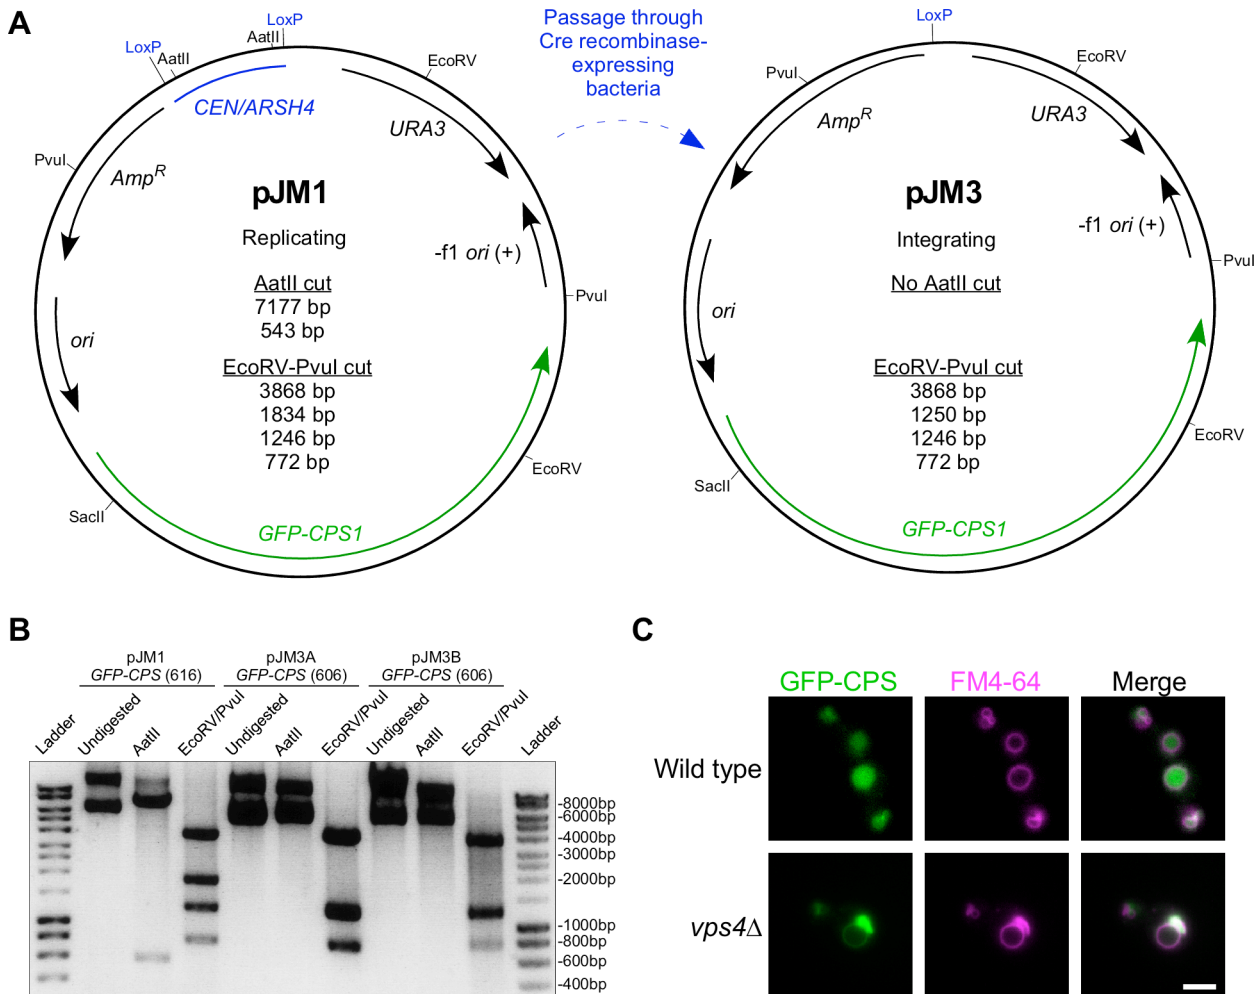 A
LoxP
AatII
LoxP
AatII
EcoRV
CEN/ARSH4
URA3
PvuI
Amp^R
pJM1
Replicating
-f1 ori (+)
AatII cut
7177 bp
543 bp
PvuI
ori
EcoRV-PvuI cut
3868 bp
1834 bp
1246 bp
772 bp
EcoRV
SacII
GFP-CPS1
Passage through
Cre recombinase-
expressing
bacteria
LoxP
PvuI
EcoRV
Amp^R
URA3
pJM3
Integrating
-f1 ori (+)
PvuI
No AatII cut
ori
EcoRV-PvuI cut
3868 bp
1250 bp
1246 bp
772 bp
EcoRV
SacII
GFP-CPS1
B
pJM1
GFP-CPS (616)
pJM3A
GFP-CPS (606)
pJM3B
GFP-CPS (606)
Ladder
Undigested
AatII
EcoRV/PvuI
Undigested
AatII
EcoRV/PvuI
Undigested
AatII
EcoRV/PvuI
Ladder
-8000bp
-6000bp
-4000bp
-3000bp
-2000bp
-1000bp
-800bp
-600bp
-400bp
C
GFP-CPS
FM4-64
Merge
Wild type
vps4Δ